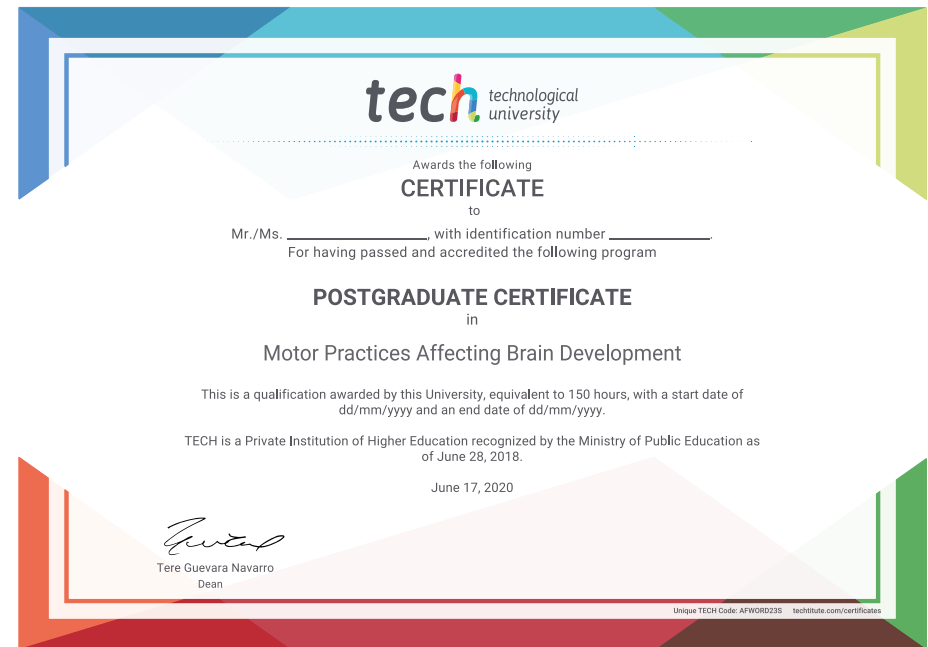 tech technological
university
Awards the following
CERTIFICATE
to
Mr./Ms. ____________________, with identification number ______________.
For having passed and accredited the following program
POSTGRADUATE CERTIFICATE
in
Motor Practices Affecting Brain Development
This is a qualification awarded by this University, equivalent to 150 hours, with a start date of
dd/mm/yyyy and an end date of dd/mm/yyyy.
TECH is a Private Institution of Higher Education recognized by the Ministry of Public Education as
of June 28, 2018.
June 17, 2020
Tere Guevara Navarro
Dean
Unique TECH Code: AFWORD23S techtitute.com/certificates